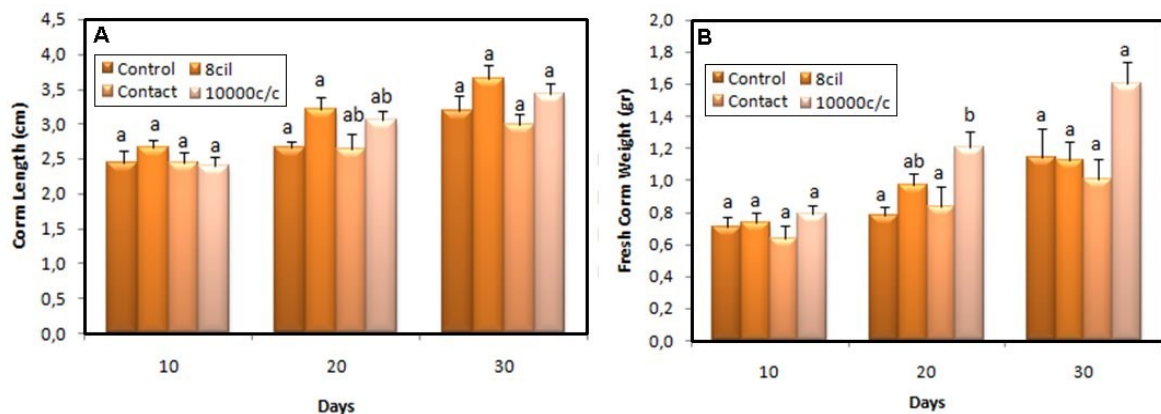 A
Control 8cil
Contact 10000c/c
Corm Length (cm)
4,5
4,0
3,5
3,0
2,5
2,0
1,5
1,0
0,5
0,0
a a a a
a a ab ab
a a a a
10 20 30
Days
B
Control 8cil
Contact 10000c/c
Fresh Corm Weight (gr)
2,0
1,8
1,6
1,4
1,2
1,0
0,8
0,6
0,4
0,2
0,0
a a a a
a ab a b
a a a a
10 20 30
Days